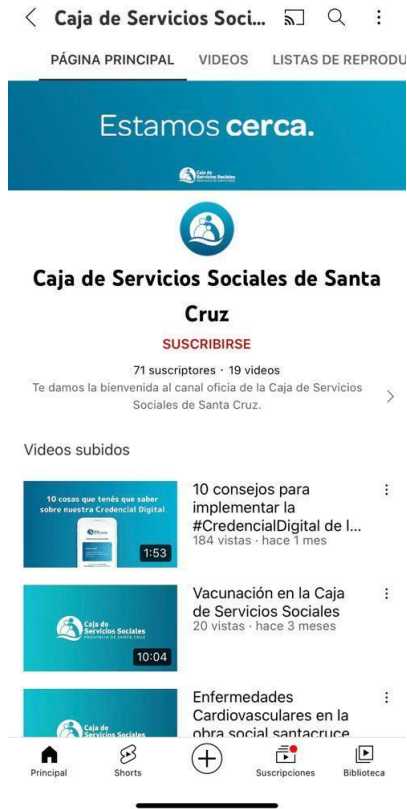 Caja de Servicios Soci...
PÁGINA PRINCIPAL VIDEOS LISTAS DE REPRODU
Estamos cerca.
Caja de
Servicios Sociales
Caja de Servicios Sociales de Santa
Cruz
SUSCRIBIRSE
71 suscriptores · 19 videos
Te damos la bienvenida al canal oficia de la Caja de Servicios
Sociales de Santa Cruz.
Videos subidos
10 cosas que tenés que saber
sobre nuestra Credencial Digital
1:53
10 consejos para
implementar la
#CredencialDigital de l...
184 vistas · hace 1 mes
Caja de
Servicios Sociales
PROVINCIA DE SANTA CRUZ
10:04
Vacunación en la Caja
de Servicios Sociales
20 vistas · hace 3 meses
Caja de
Servicios Sociales
Enfermedades
Cardiovasculares en la
obra social santacruce
Principal
Shorts
Suscripciones
Biblioteca